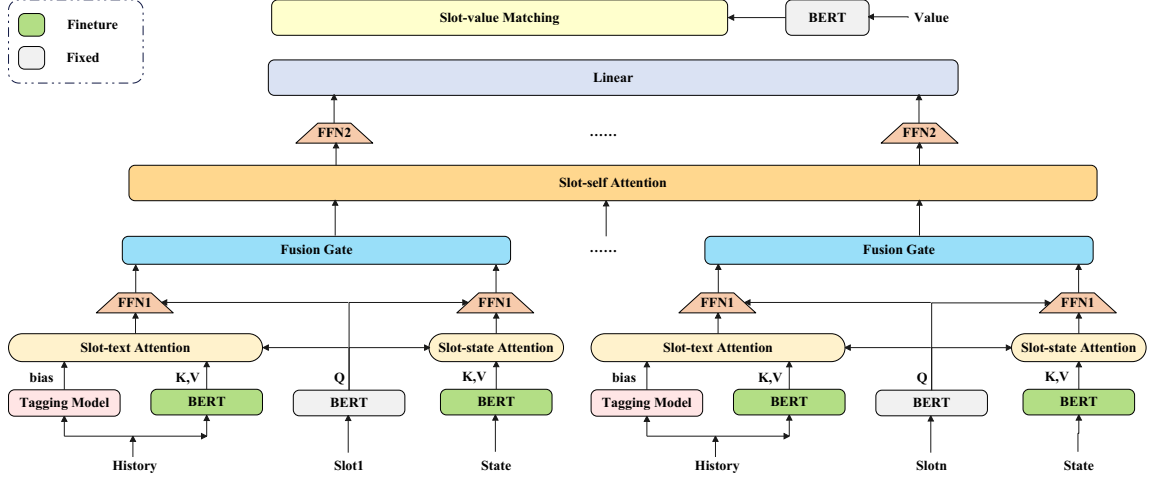 Fineture
Fixed
Slot-value Matching
BERT
Value
Linear
FFN2
......
FFN2
Slot-self Attention
Fusion Gate
......
Fusion Gate
FFN1
FFN1
FFN1
FFN1
Slot-text Attention
Slot-state Attention
Slot-text Attention
Slot-state Attention
bias
K,V
Q
K,V
bias
K,V
Q
K,V
Tagging Model
BERT
BERT
BERT
Tagging Model
BERT
BERT
BERT
History
Slot1
State
History
Slotn
State